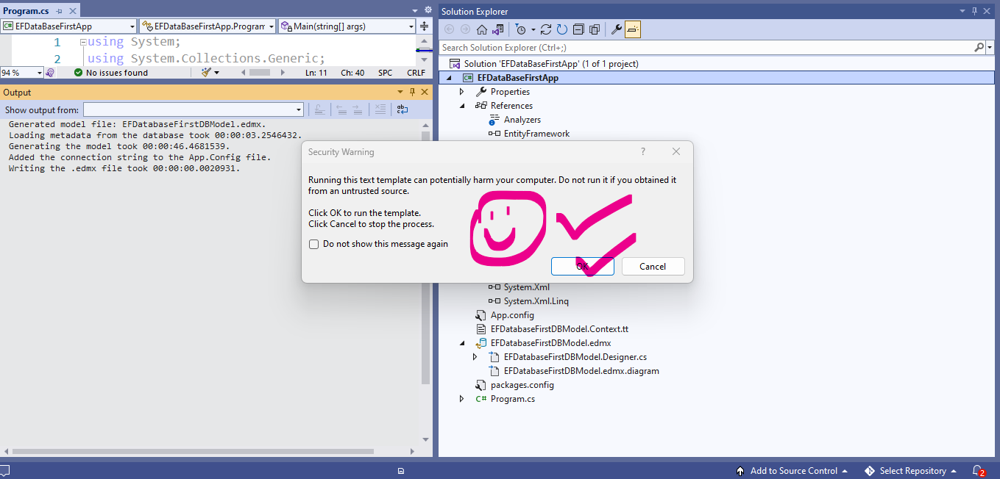 Program.cs
EFDataBaseFirstApp
EFDataBaseFirstApp.Program
Main(string[] args)
1 using System;
2 using System.Collections.Generic;
94 %
No issues found
Ln: 11 Ch: 40 SPC CRLF
Output
Show output from:
Generated model file: EFDatabaseFirstDBModel.edmx.
Loading metadata from the database took 00:00:03.2546432.
Generating the model took 00:00:46.4681539.
Added the connection string to the App.Config file.
Writing the .edmx file took 00:00:00.0020931.
Solution Explorer
Search Solution Explorer (Ctrl+;)
Solution 'EFDataBaseFirstApp' (1 of 1 project)
C# EFDataBaseFirstApp
Properties
References
Analyzers
EntityFramework
Security Warning ?
Running this text template can potentially harm your computer. Do not run it if you obtained it
from an untrusted source.
Click OK to run the template.
Click Cancel to stop the process.
Do not show this message again
OK
Cancel
System.Xml
System.Xml.Linq
App.config
EFDatabaseFirstDBModel.Context.tt
EFDatabaseFirstDBModel.edmx
EFDatabaseFirstDBModel.Designer.cs
EFDatabaseFirstDBModel.edmx.diagram
packages.config
C# Program.cs
Add to Source Control
Select Repository
2